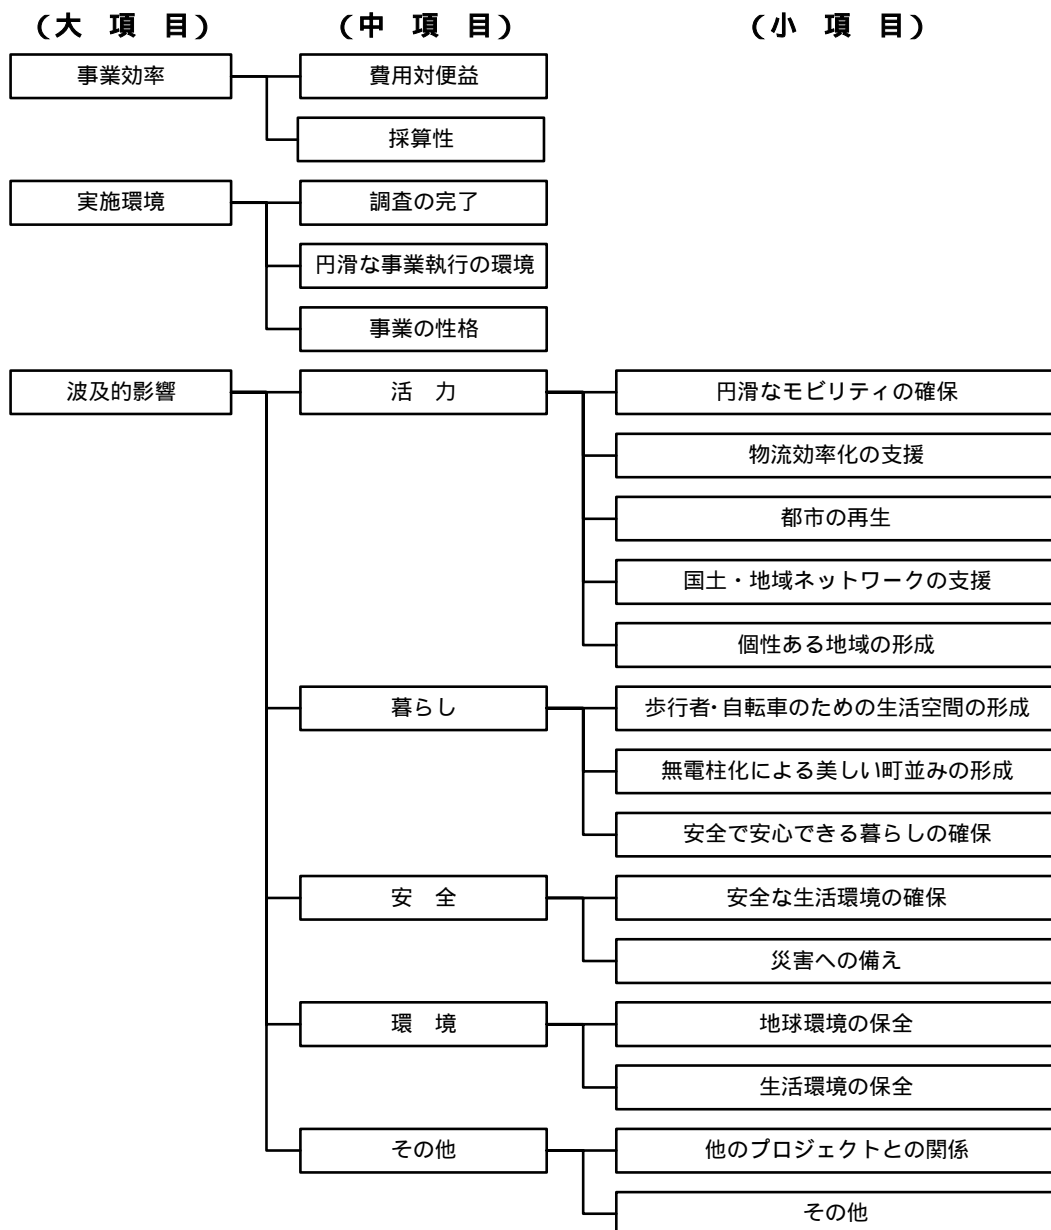 （大　項　目）　（中　項　目）　（小　項　目）
事業効率　費用対便益
採算性
実施環境　調査の完了
円滑な事業執行の環境
事業の性格
波及的影響　活　力　円滑なモビリティの確保
物流効率化の支援
都市の再生
国土・地域ネットワークの支援
個性ある地域の形成
暮らし　歩行者・自転車のための生活空間の形成
無電柱化による美しい町並みの形成
安全で安心できる暮らしの確保
安　全　安全な生活環境の確保
災害への備え
環　境　地球環境の保全
生活環境の保全
その他　他のプロジェクトとの関係
その他